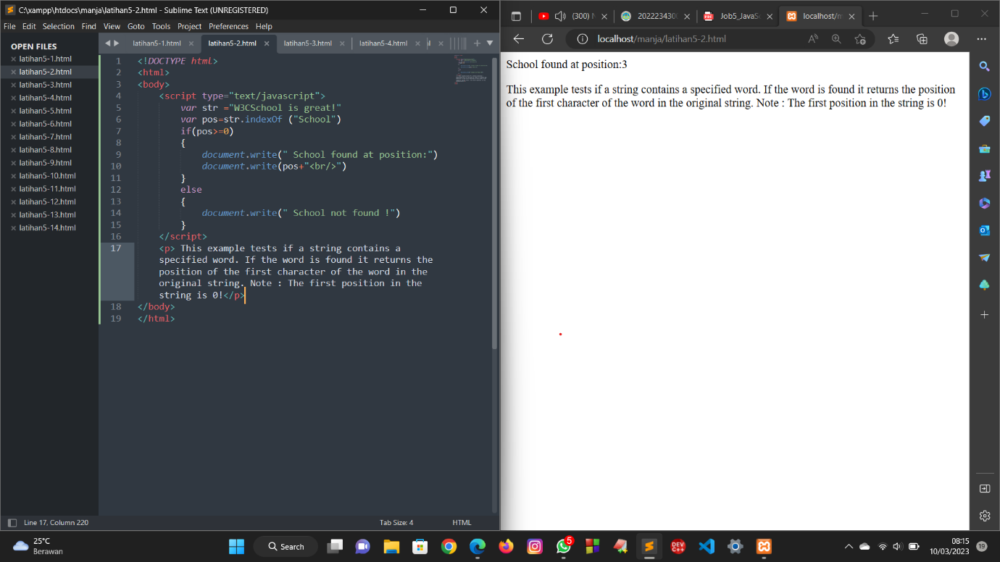 C:\xampp\htdocs\manja\latihan5-2.html - Sublime Text (UNREGISTERED)
File Edit Selection Find View Goto Tools Project Preferences Help
OPEN FILES
latihan5-1.html
latihan5-2.html
latihan5-3.html
latihan5-4.html
latihan5-5.html
latihan5-6.html
latihan5-7.html
latihan5-8.html
latihan5-9.html
latihan5-10.html
latihan5-11.html
latihan5-12.html
latihan5-13.html
latihan5-14.html
latihan5-1.html latihan5-2.html latihan5-3.html latihan5-4.html
1 <!DOCTYPE html>
2 <html>
3 <body>
4 <script type="text/javascript">
5 var str ="W3CSchool is great!"
6 var pos=str.indexOf ("School")
7 if(pos>=0)
8 {
9 document.write(" School found at position:")
10 document.write(pos+"<br/>")
11 }
12 else
13 {
14 document.write(" School not found !")
15 }
16 </script>
17 <p> This example tests if a string contains a
specified word. If the word is found it returns the
position of the first character of the word in the
original string. Note : The first position in the
string is 0!</p>
18 </body>
19 </html>
Line 17, Column 220
Tab Size: 4 HTML
(300) 2022234300 Job5_JavaSc localhost/m
localhost/manja/latihan5-2.html
School found at position:3
This example tests if a string contains a specified word. If the word is found it returns the position
of the first character of the word in the original string. Note : The first position in the string is 0!
25°C
Berawan
Search
5
DEV
C++
08:15
10/03/2023
19